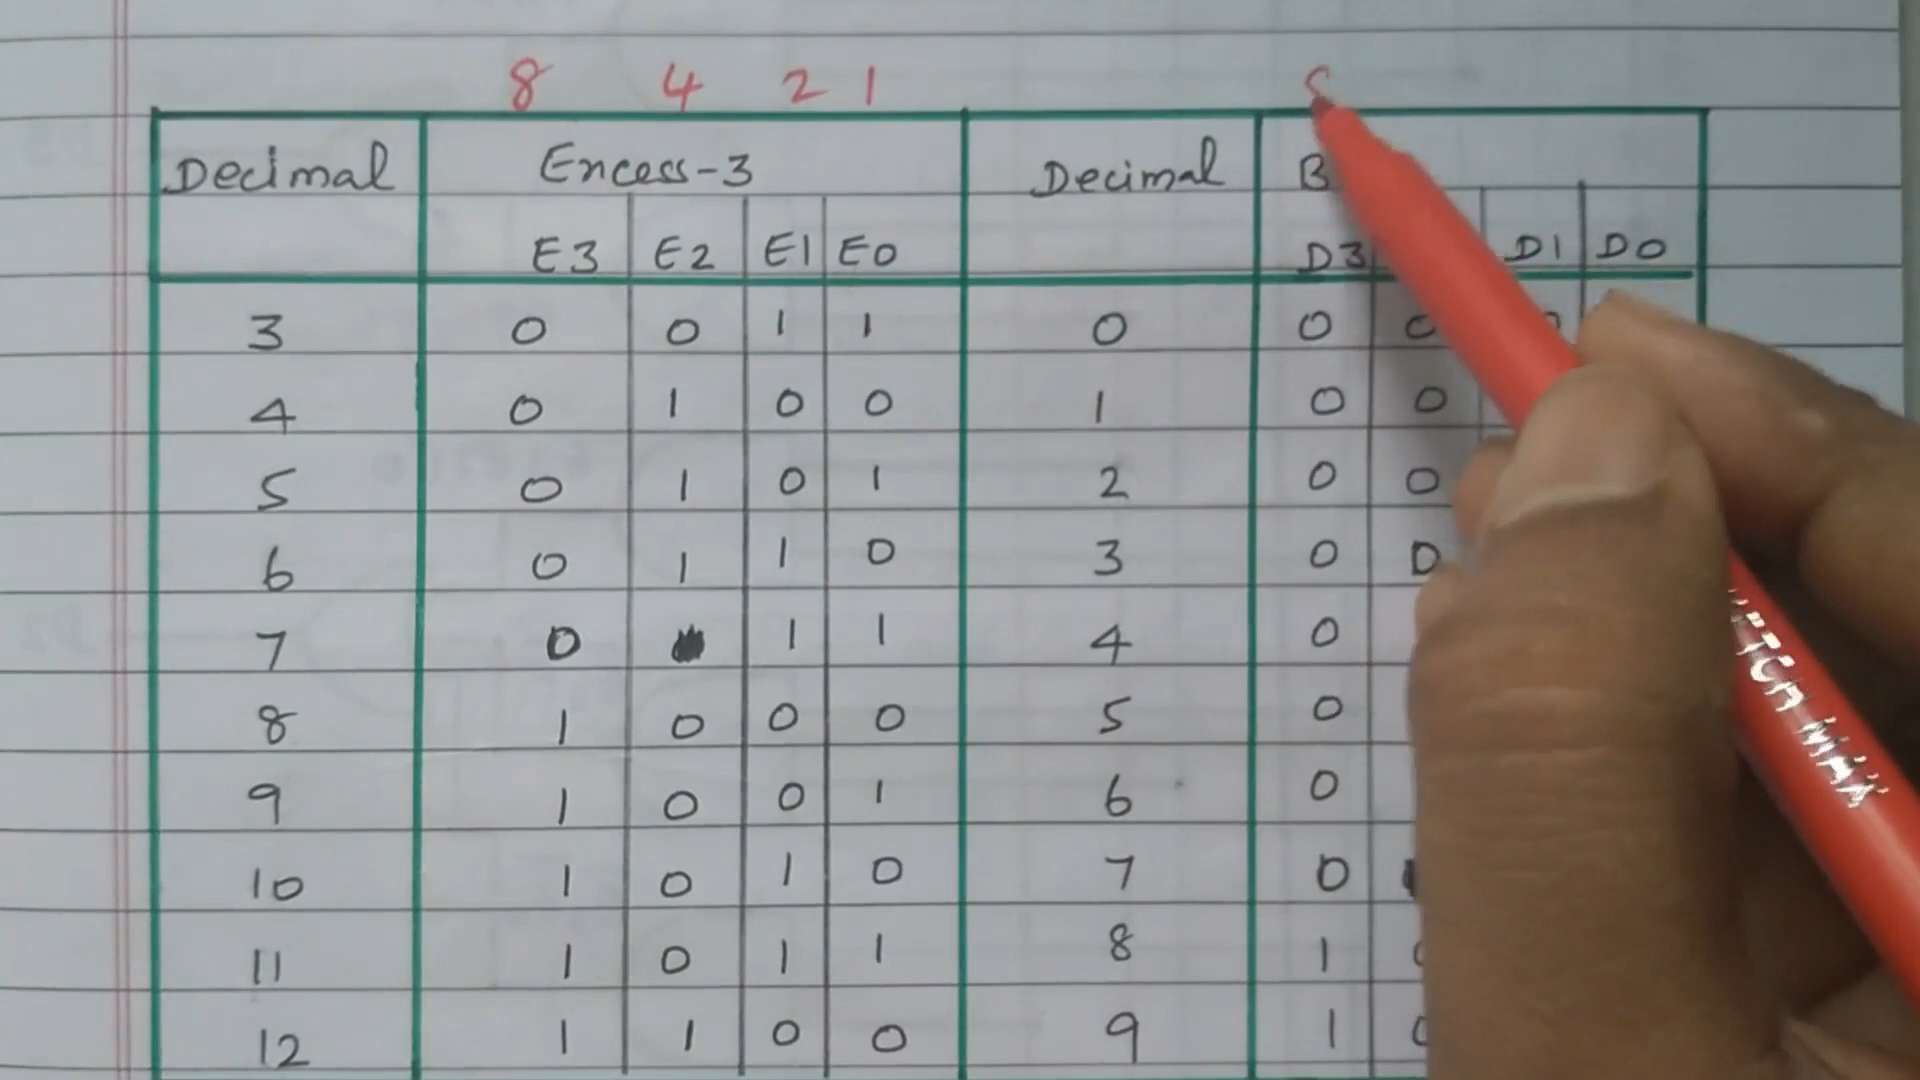 8 4 2 1
Decimal Excess-3 Decimal B
E3 E2 E1 E0 D3 D1 D0
3 0 0 1 1 0 0 0 0
4 0 1 0 0 1 0 0
5 0 1 0 1 2 0 0
6 0 1 1 0 3 0 0
7 0 1 1 4 0
8 1 0 0 0 5 0
9 1 0 0 1 6 0
10 1 0 1 0 7 0
11 1 0 1 1 8 1
12 1 1 0 0 9 1